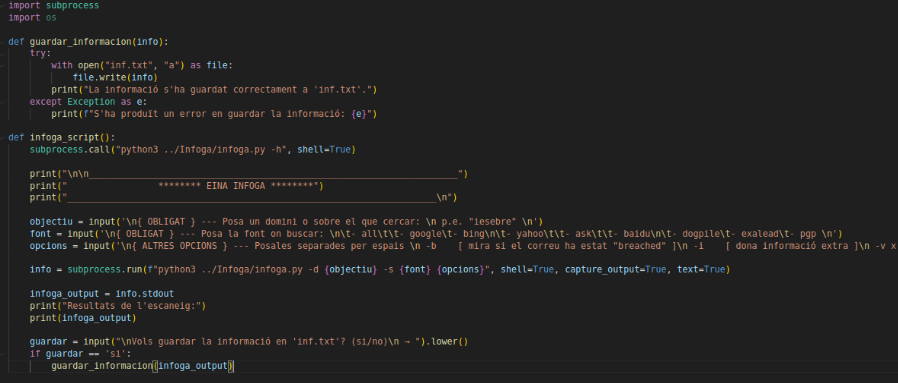 import subprocess
import os
def guardar_informacion(info):
try:
with open("inf.txt", "a") as file:
file.write(info)
print("La informació s'ha guardat correctament a 'inf.txt'.")
except Exception as e:
print(f"S'ha produït un error en guardar la informació: {e}")
def infoga_script():
subprocess.call("python3 ../Infoga/infoga.py -h", shell=True)
print("\n\n______________________________________________________________________")
print("                 ******** EINA INFOGA ********")
print("______________________________________________________________________\n")
objectiu = input('\n{ OBLIGAT } --- Posa un domini o sobre el que cercar: \n p.e. "iesebre" \n')
font = input('\n{ OBLIGAT } --- Posa la font on buscar: \n\t- all\t\t- google\t- bing\n\t- yahoo\t\t- ask\t\t- baidu\n\t- dogpile\t- exalead\t- pgp \n')
opcions = input('\n{ ALTRES OPCIONS } --- Posales separades per espais \n -b    [ mira si el correu ha estat "breached" ]\n -i    [ dona informació extra ]\n -v x
info = subprocess.run(f"python3 ../Infoga/infoga.py -d {objectiu} -s {font} {opcions}", shell=True, capture_output=True, text=True)
infoga_output = info.stdout
print("Resultats de l'escaneig:")
print(infoga_output)
guardar = input("\nVols guardar la informació en 'inf.txt'? (si/no)\n → ").lower()
if guardar == 'si':
guardar_informacion(infoga_output)